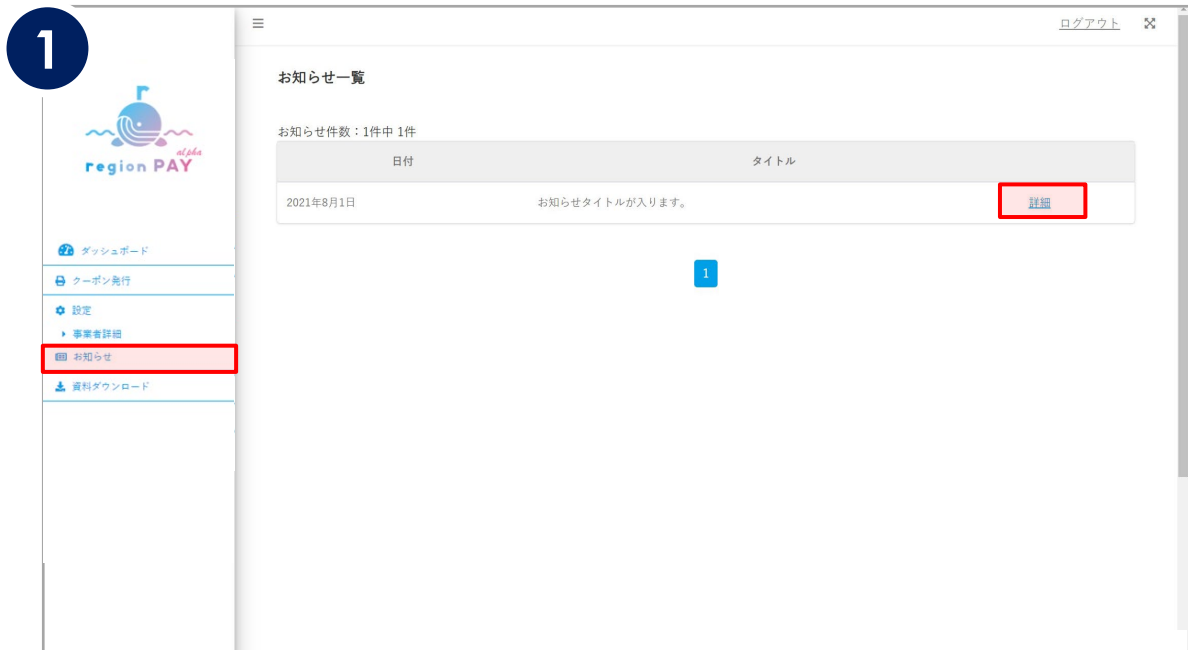 1
ログアウト
r
alpha
region PAY
お知らせ一覧
お知らせ件数：1件中 1件
日付 タイトル
2021年8月1日 お知らせタイトルが入ります。 詳細
1
ダッシュボード
クーポン発行
設定
事業者詳細
お知らせ
資料ダウンロード